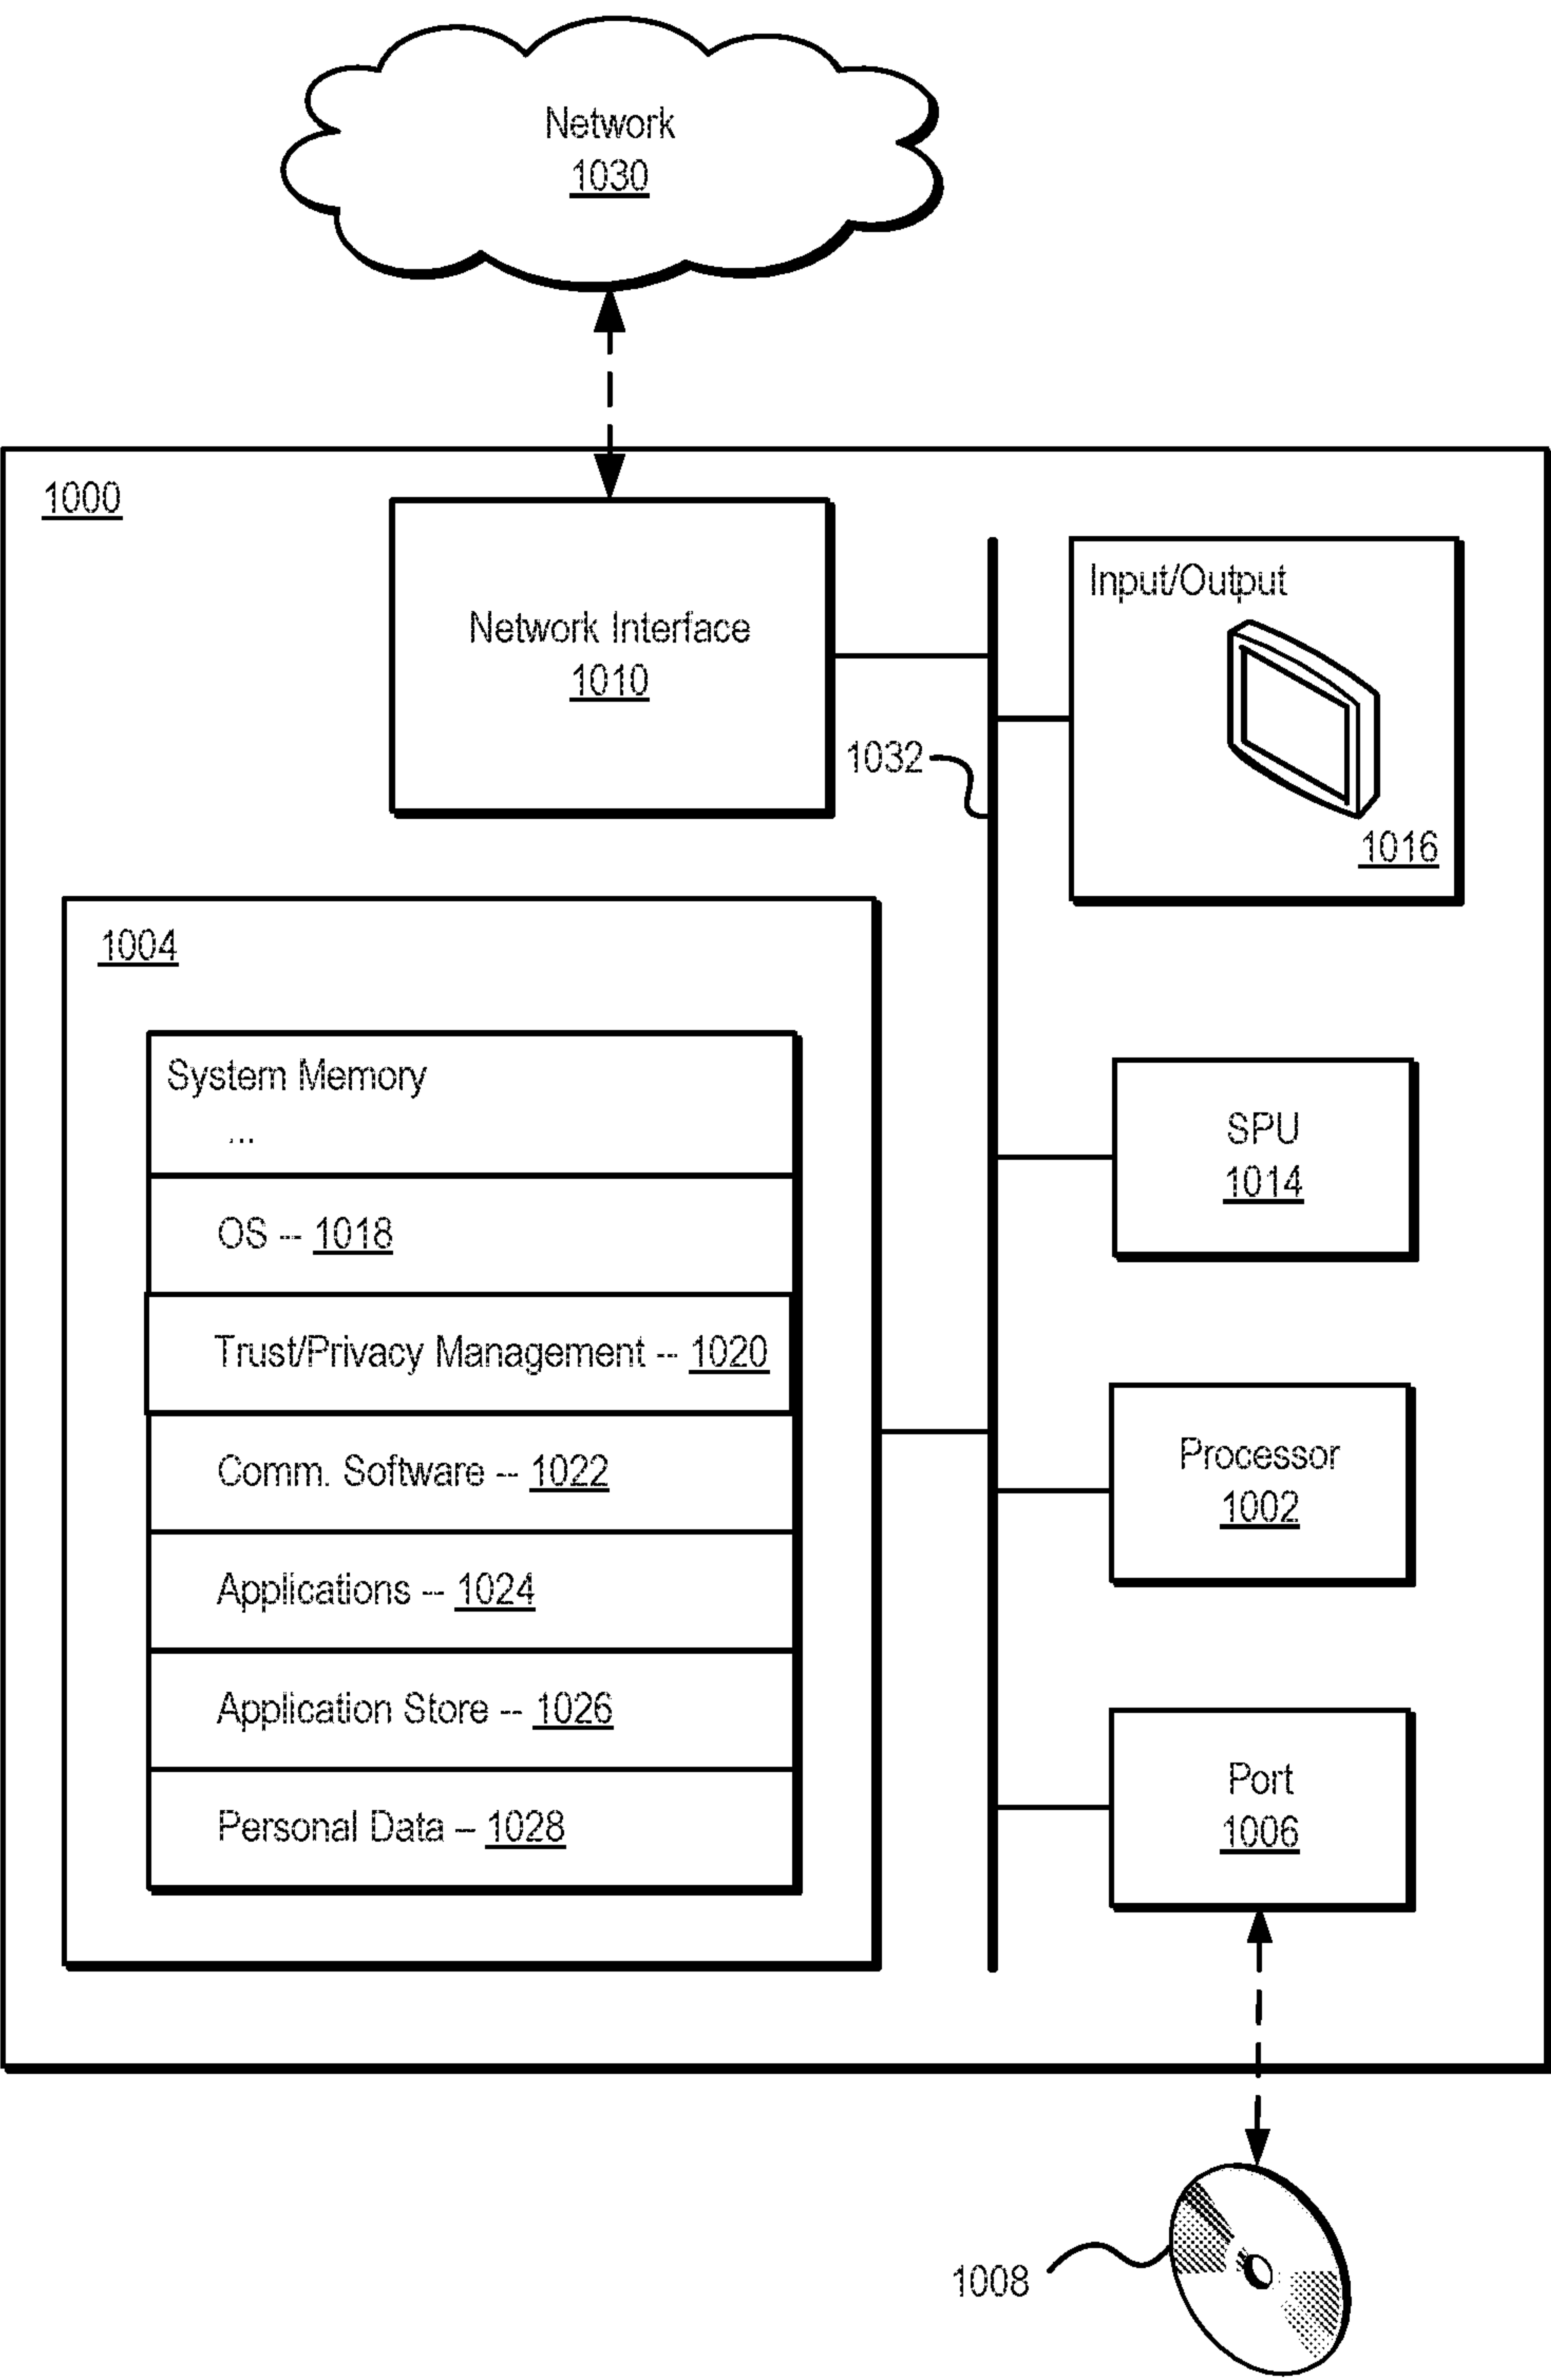 Network
1030
1000
Network Interface
1010
Input/Output
1016
1032
1004
System Memory
...
OS -- 1018
Trust/Privacy Management -- 1020
Comm. Software -- 1022
Applications -- 1024
Application Store -- 1026
Personal Data – 1028
SPU
1014
Processor
1002
Port
1006
1008